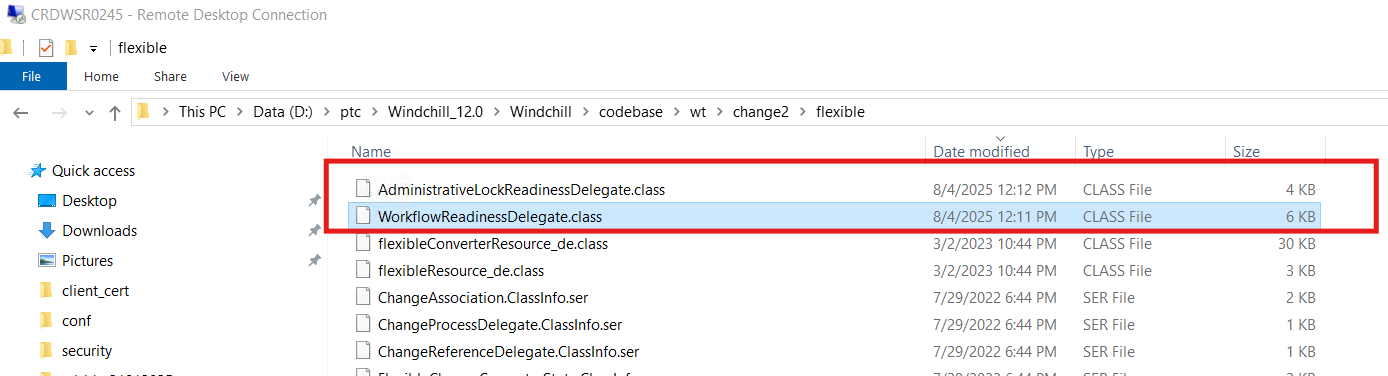 CRDWSR0245 - Remote Desktop Connection
flexible
File Home Share View
This PC Data (D:) ptc Windchill_12.0 Windchill codebase wt change2 flexible
Name Date modified Type Size
Quick access
AdministrativeLockReadinessDelegate.class 8/4/2025 12:12 PM CLASS File 4 KB
Desktop
WorkflowReadinessDelegate.class 8/4/2025 12:11 PM CLASS File 6 KB
Downloads
flexibleConverterResource_de.class 3/2/2023 10:44 PM CLASS File 30 KB
Pictures
flexibleResource_de.class 3/2/2023 10:44 PM CLASS File 3 KB
client_cert
ChangeAssociation.ClassInfo.ser 7/29/2022 6:44 PM SER File 2 KB
conf
ChangeProcessDelegate.ClassInfo.ser 7/29/2022 6:44 PM SER File 1 KB
security
ChangeReferenceDelegate.ClassInfo.ser 7/29/2022 6:44 PM SER File 1 KB